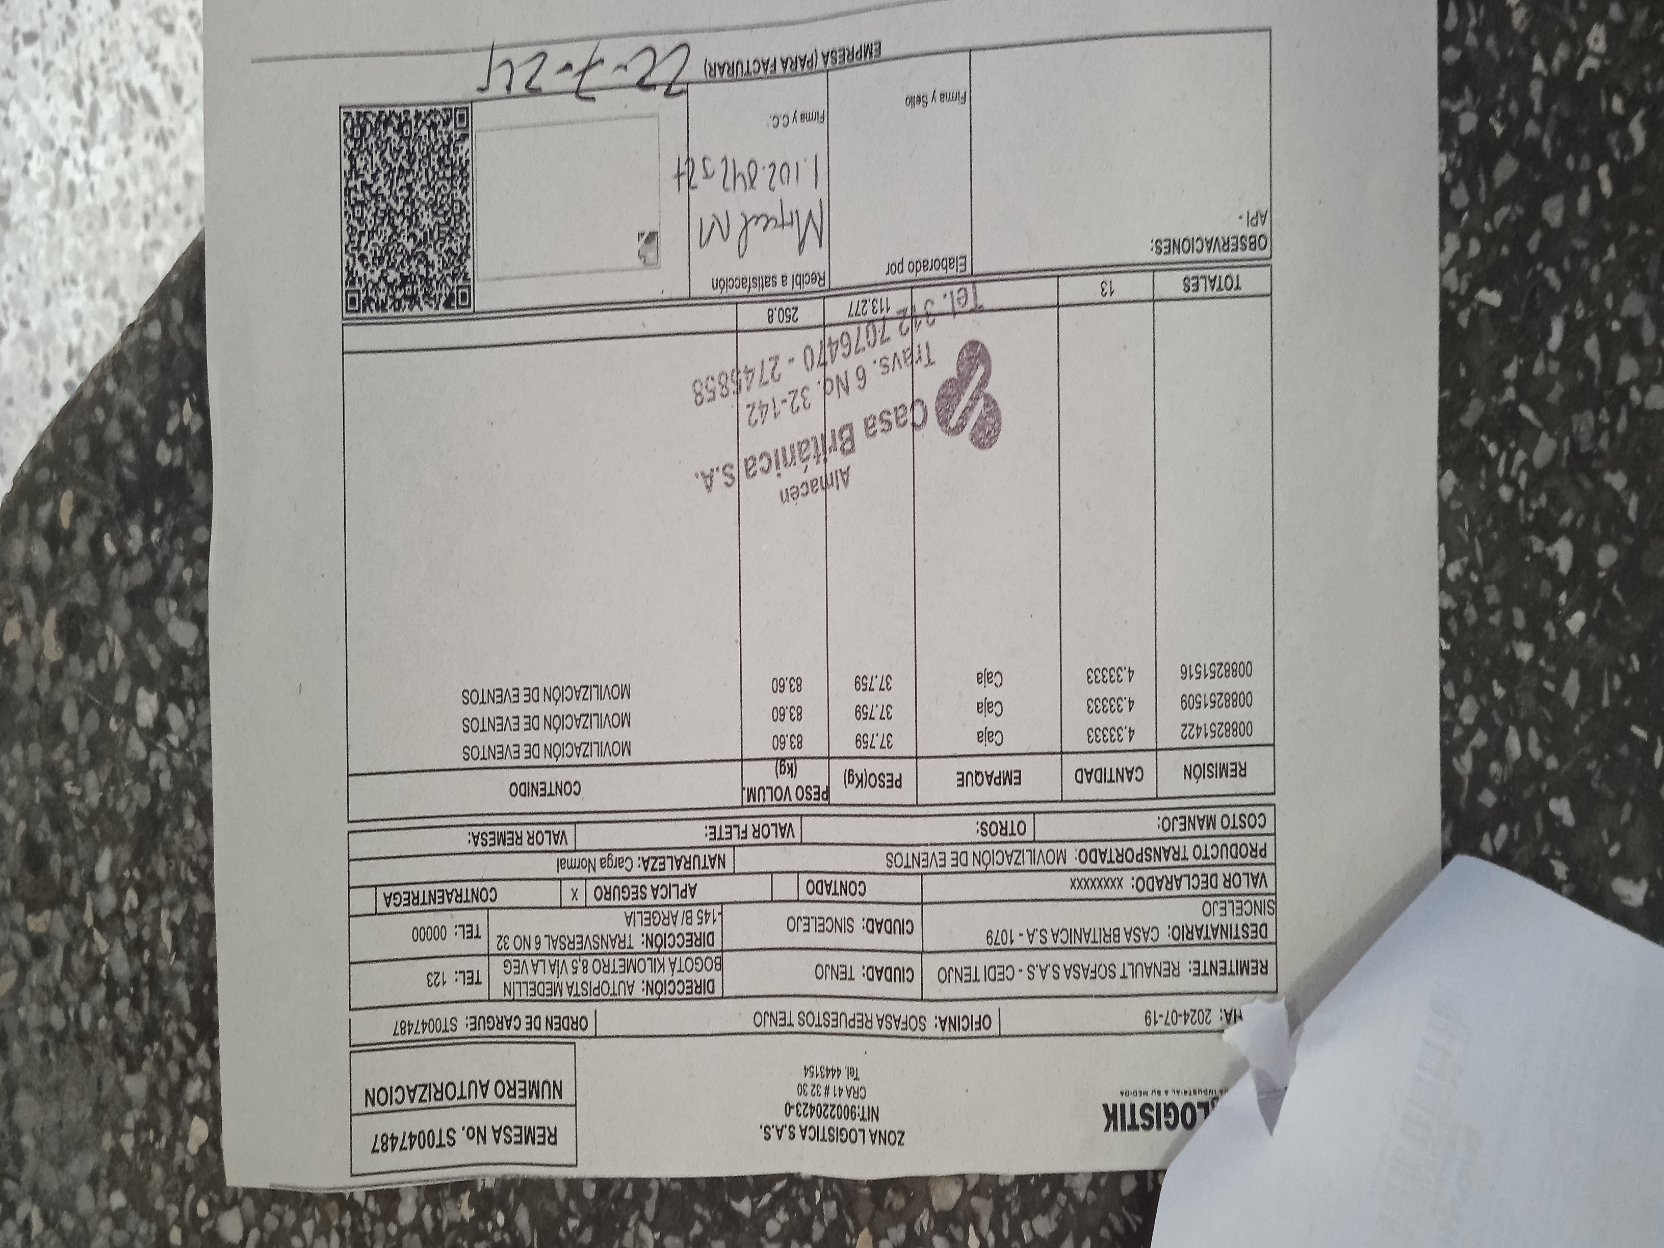 LOGISTIK
ZONA LOGISTICA S.A.S.
NIT:900220423-0
CRA 41 # 32 30
Tel. 4443154
REMESA No. ST0047487
NUMERO AUTORIZACION
HA: 2024-07-19 OFICINA: SOFASA REPUESTOS TENJO ORDEN DE CARGUE: ST0047487
REMITENTE: RENAULT SOFASA S.A.S - CEDI TENJO CIUDAD: TENJO DIRECCIÓN: AUTOPISTA MEDELLÍN TEL: 123
BOGOTÁ KILOMETRO 8,5 VÍA LA VEG
DESTINATARIO: CASA BRITANICA S.A - 1079 CIUDAD: SINCELEJO DIRECCIÓN: TRANSVERSAL 6 NO 32 TEL: 00000
SINCELEJO -145 B/ ARGELIA
VALOR DECLARADO: xxxxxxxx CONTADO APLICA SEGURO X CONTRAENTREGA
PRODUCTO TRANSPORTADO: MOVILIZACIÓN DE EVENTOS NATURALEZA: Carga Normal
COSTO MANEJO: OTROS: VALOR FLETE: VALOR REMESA:
REMISIÓN CANTIDAD EMPAQUE PESO(Kg) PESO VOLUM. (kg) CONTENIDO
0088251422 4.33333 Caja 37.759 83.60 MOVILIZACIÓN DE EVENTOS
0088251509 4.33333 Caja 37.759 83.60 MOVILIZACIÓN DE EVENTOS
0088251516 4.33333 Caja 37.759 83.60 MOVILIZACIÓN DE EVENTOS
Almacén
Casa Británica S.A.
Travs. 6 No. 32-142
Tel. 312 7076470 - 2745858
TOTALES 13 113.277 250.8
OBSERVACIONES:
API -
Elaborado por
Firma y Sello
Recibí a satisfacción
Miguel M
Firma y C.C.
EMPRESA (PARA FACTURAR)
22-7-24